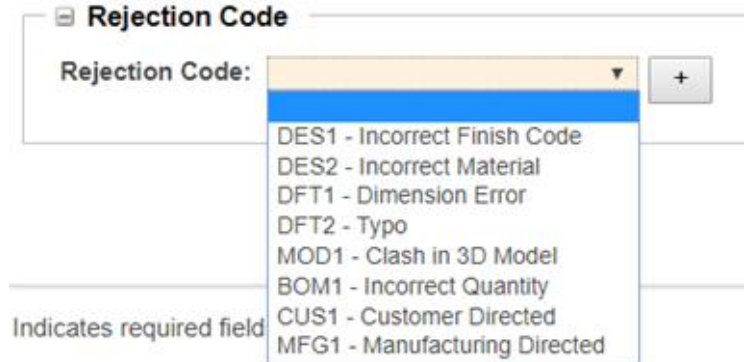 Rejection Code
Rejection Code:
+
DES1 - Incorrect Finish Code
DES2 - Incorrect Material
DFT1 - Dimension Error
DFT2 - Typo
MOD1 - Clash in 3D Model
BOM1 - Incorrect Quantity
CUS1 - Customer Directed
MFG1 - Manufacturing Directed
Indicates required field